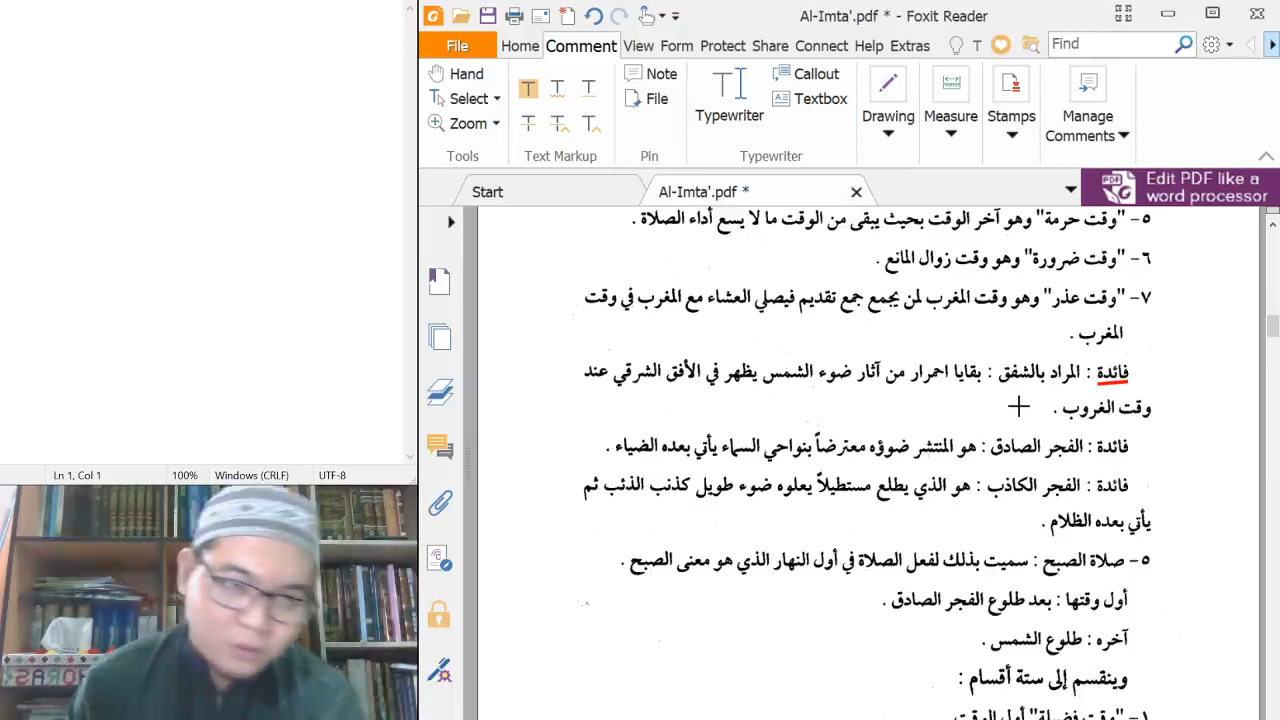 Al-Imta'.pdf * - Foxit Reader
File Home Comment View Form Protect Share Connect Help Extras Find
Hand
Select
Zoom
Tools
Text Markup
Note
File
Pin
Typewriter
Callout
Textbox
Typewriter
Drawing
Measure
Stamps
Manage Comments
Start
Al-Imta'.pdf *
Edit PDF like a
word processor
٥- "وقت حرمة" وهو آخر الوقت بحيث يبقى من الوقت ما لا يسع أداء الصلاة .
٦- "وقت ضرورة" وهو وقت زوال المانع .
٧- "وقت عذر" وهو وقت المغرب لمن يجمع جمع تقديم فيصلي العشاء مع المغرب في وقت
المغرب .
فائدة : المراد بالشفق : بقايا احمرار من آثار ضوء الشمس يظهر في الأفق الشرقي عند
وقت الغروب .
فائدة : الفجر الصادق : هو المنتشر ضوؤه معترضاً بنواحي السماء يأتي بعده الضياء .
فائدة : الفجر الكاذب : هو الذي يطلع مستطيلاً يعلوه ضوء طويل كذنب الذئب ثم
يأتي بعده الظلام .
٥- صلاة الصبح : سميت بذلك لفعل الصلاة في أول النهار الذي هو معنى الصبح .
أول وقتها : بعد طلوع الفجر الصادق .
آخره : طلوع الشمس .
وينقسم إلى ستة أقسام :
١- "وقت فضيلة" أول الوقت
Ln 1, Col 1 100% Windows (CRLF) UTF-8